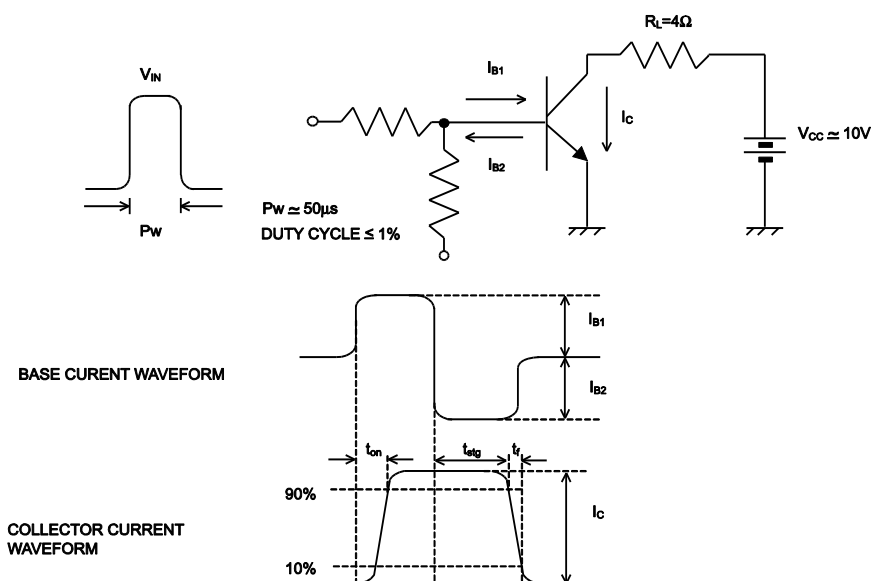 R_L=4Ω
V_IN
I_B1
I_C
V_CC ≃ 10V
I_B2
Pw ≃ 50μs
Pw
DUTY CYCLE ≤ 1%
I_B1
BASE CURENT WAVEFORM
I_B2
t_on
t_stg
t_f
90%
I_C
COLLECTOR CURRENT
WAVEFORM
10%